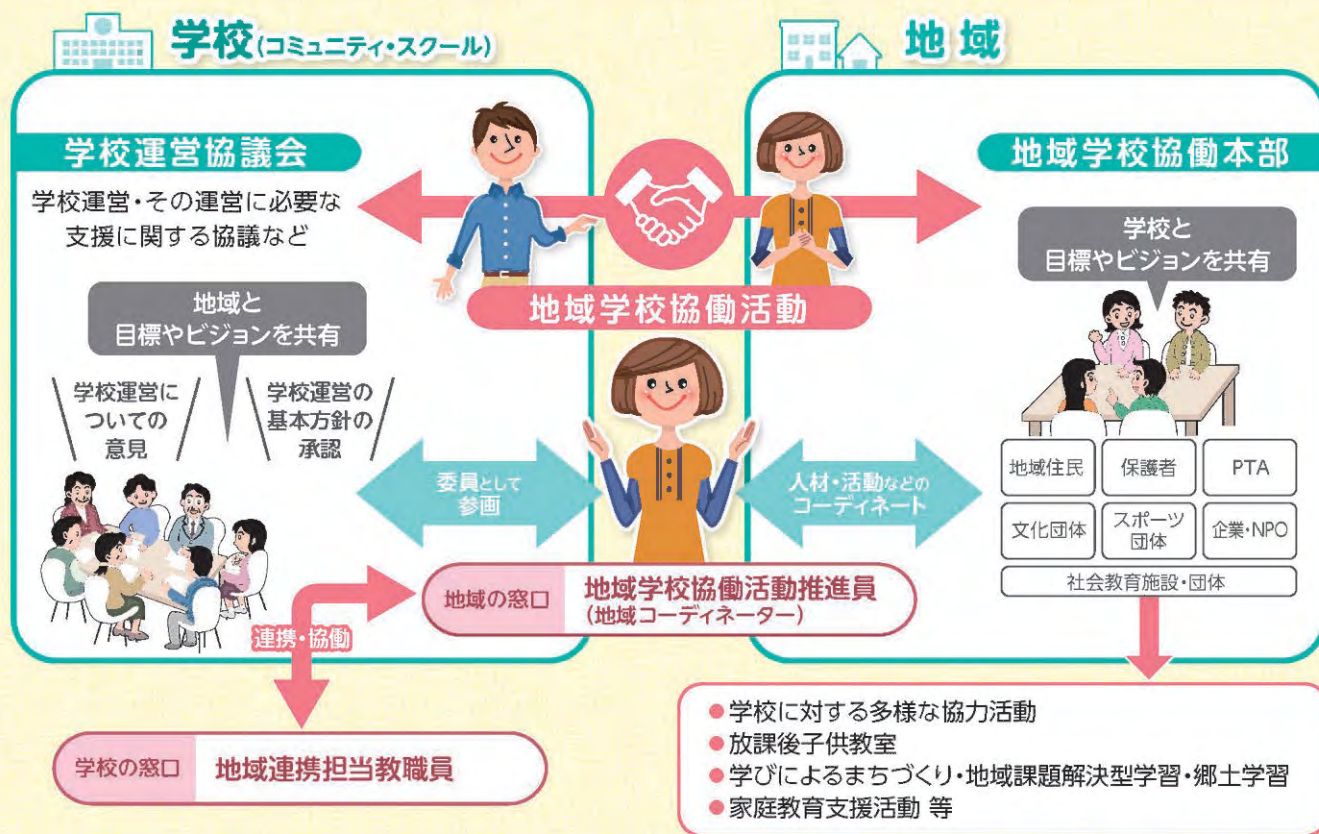 学校(コミュニティ・スクール)
学校運営協議会
学校運営・その運営に必要な
支援に関する協議など
地域と
目標やビジョンを共有
学校運営に
ついての
意見
学校運営の
基本方針の
承認
地域
地域学校協働本部
学校と
目標やビジョンを共有
地域学校協働活動
委員として
参画
人材・活動などの
コーディネート
地域住民
保護者
PTA
文化団体
スポーツ
団体
企業・NPO
社会教育施設・団体
地域の窓口
地域学校協働活動推進員
(地域コーディネーター)
連携・協働
学校の窓口
地域連携担当教職員
●学校に対する多様な協力活動
●放課後子供教室
●学びによるまちづくり・地域課題解決型学習・郷土学習
●家庭教育支援活動 等